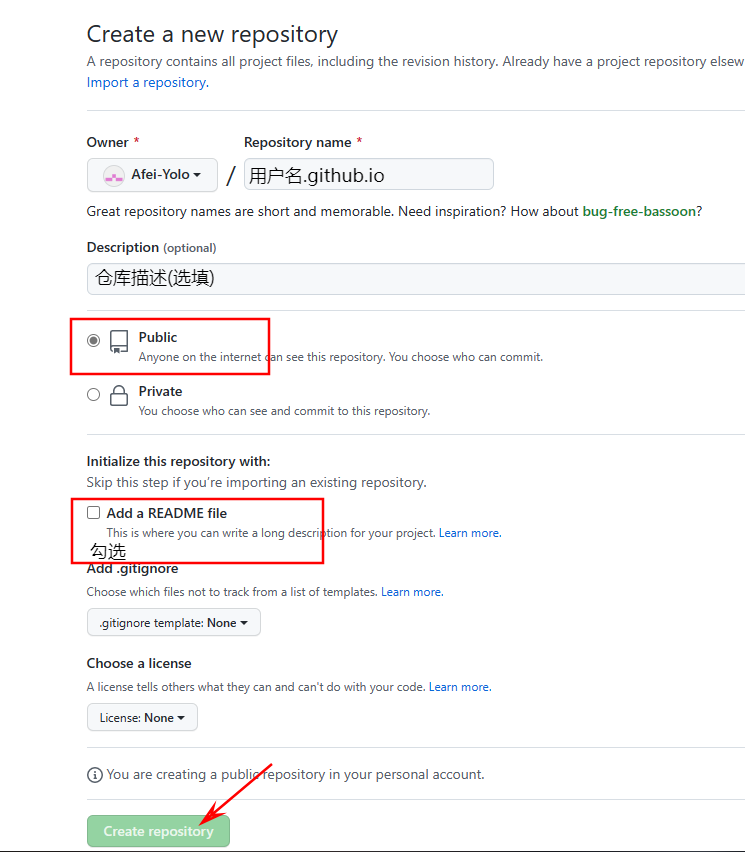 Create a new repository
A repository contains all project files, including the revision history. Already have a project repository elsew
Import a repository.
Owner * Repository name *
Afei-Yolo / 用户名.github.io
Great repository names are short and memorable. Need inspiration? How about bug-free-bassoon?
Description (optional)
仓库描述(选填)
Public
Anyone on the internet can see this repository. You choose who can commit.
Private
You choose who can see and commit to this repository.
Initialize this repository with:
Skip this step if you're importing an existing repository.
Add a README file
This is where you can write a long description for your project. Learn more.
勾选
Add .gitignore
Choose which files not to track from a list of templates. Learn more.
.gitignore template: None
Choose a license
A license tells others what they can and can't do with your code. Learn more.
License: None
You are creating a public repository in your personal account.
Create repository